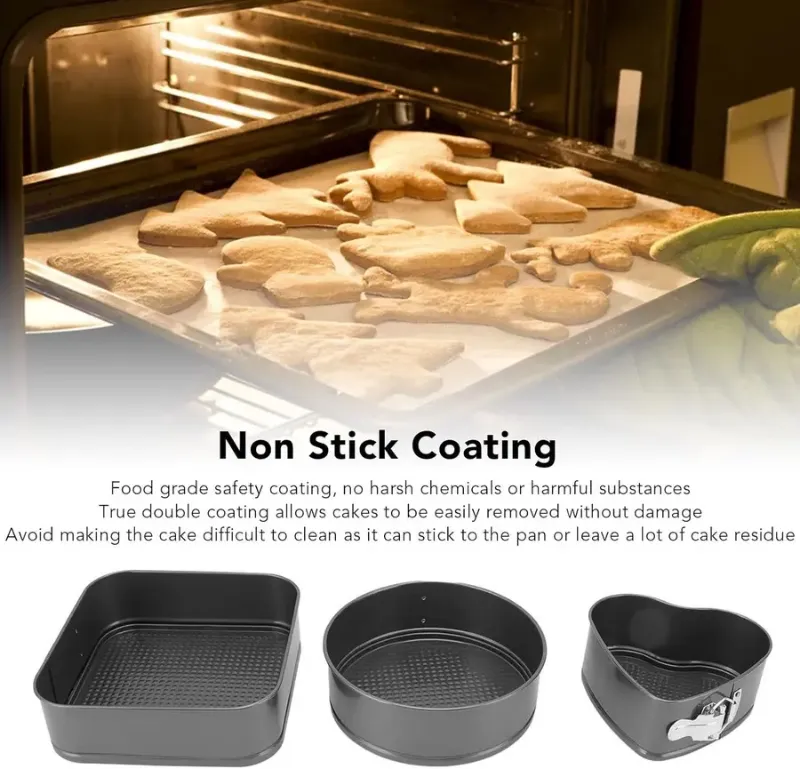 Non Stick Coating
Food grade safety coating, no harsh chemicals or harmful substances
True double coating allows cakes to be easily removed without damage
Avoid making the cake difficult to clean as it can stick to the pan or leave a lot of cake residue